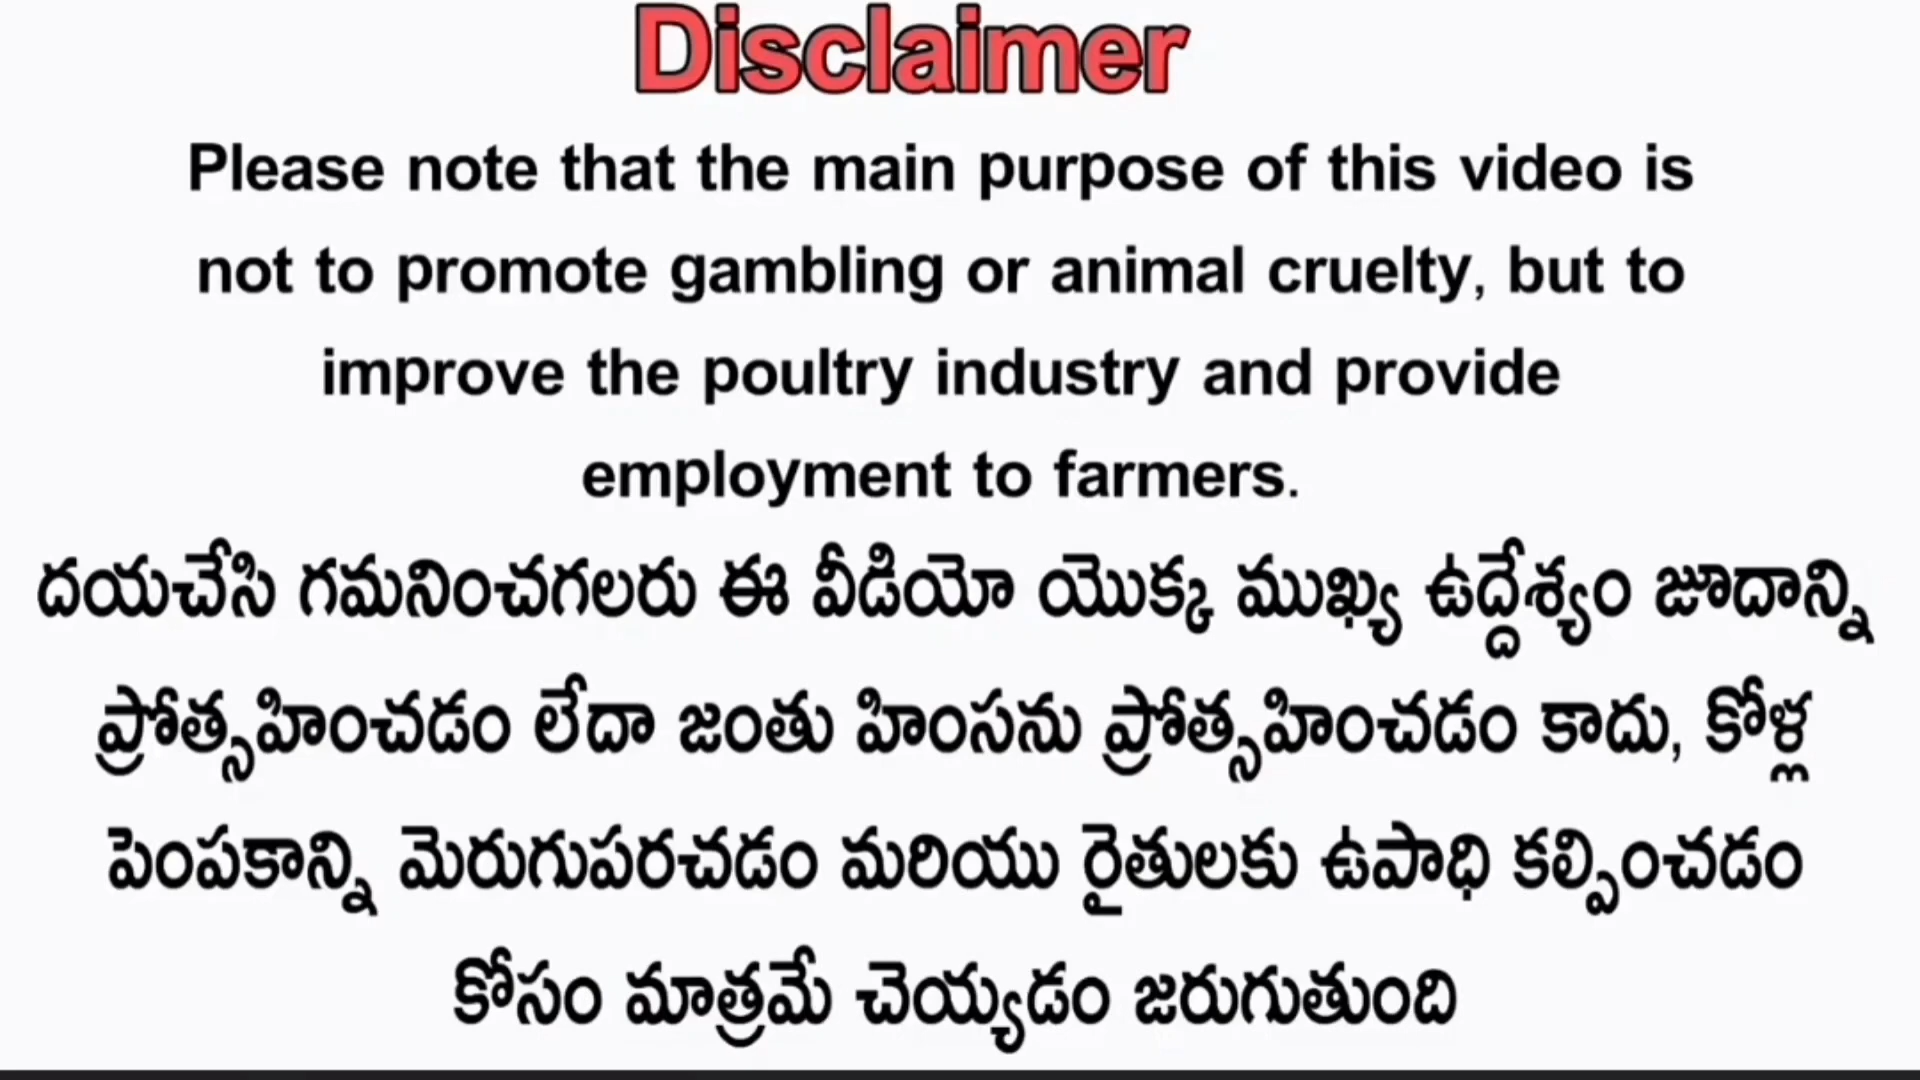 Disclaimer
Please note that the main purpose of this video is
not to promote gambling or animal cruelty, but to
improve the poultry industry and provide
employment to farmers.
దయచేసి గమనించగలరు ఈ వీడియో యొక్క ముఖ్య ఉద్దేశ్యం జూదాన్ని
ప్రోత్సహించడం లేదా జంతు హింసను ప్రోత్సహించడం కాదు, కోళ్ల
పెంపకాన్ని మెరుగుపరచడం మరియు రైతులకు ఉపాధి కల్పించడం
కోసం మాత్రమే చెయ్యడం జరుగుతుంది